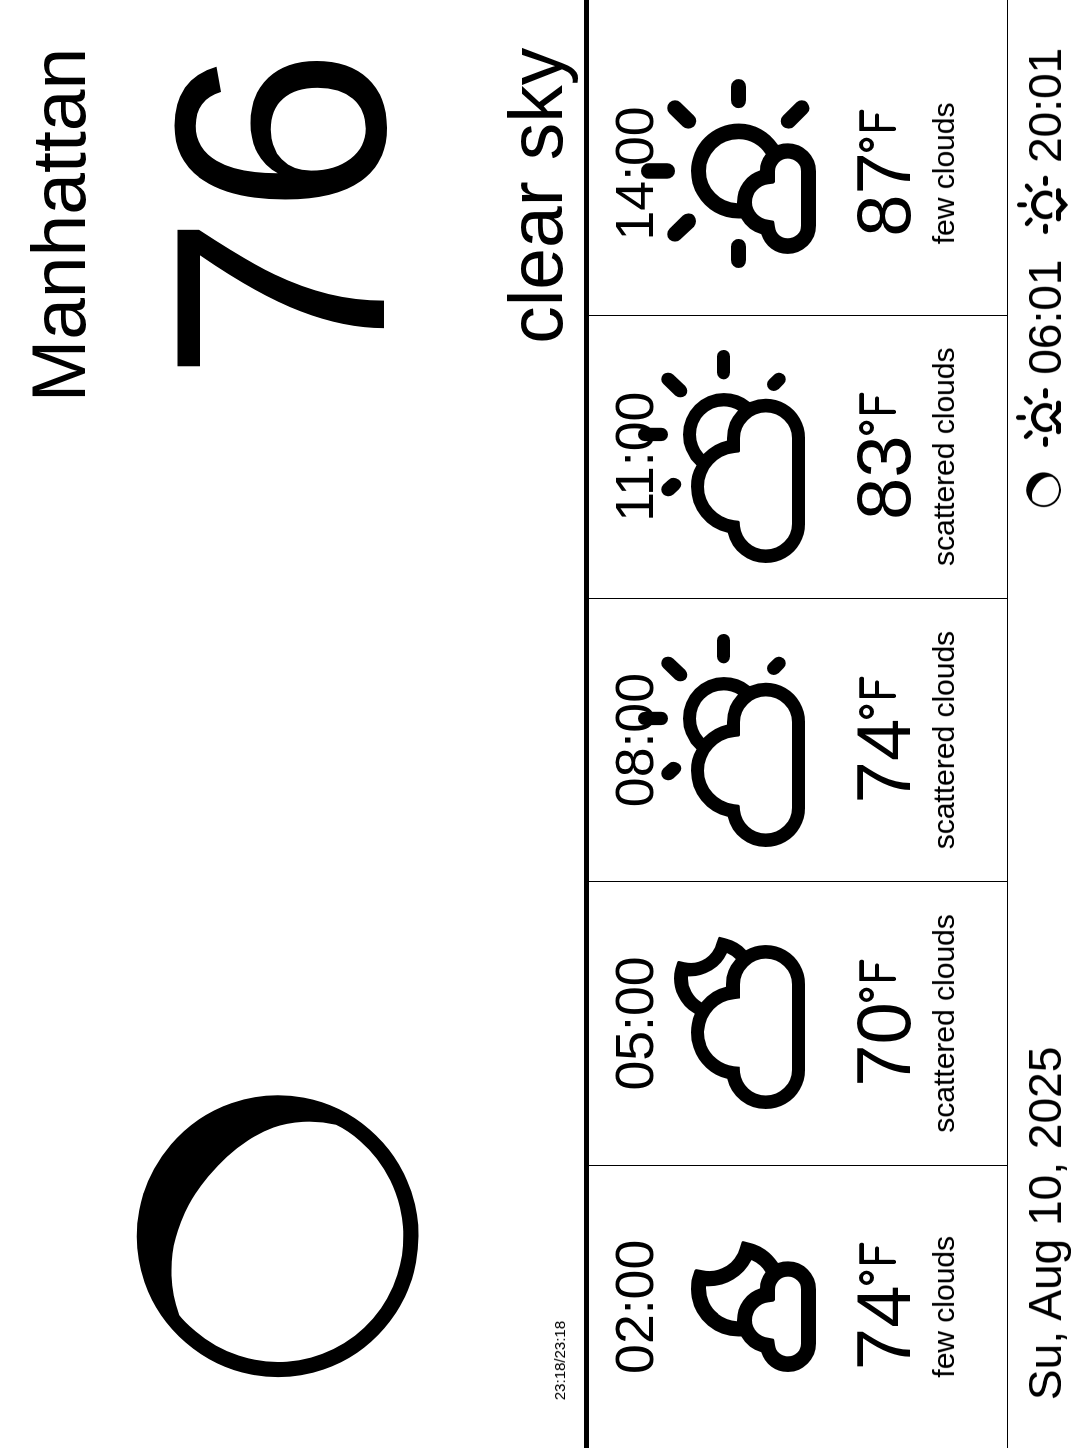 Manhattan
76
clear sky
23:18/23:18
02:00 05:00 08:00 11:00 14:00
74°F 70°F 74°F 83°F 87°F
few clouds scattered clouds scattered clouds scattered clouds few clouds
Su, Aug 10, 2025 06:01 20:01